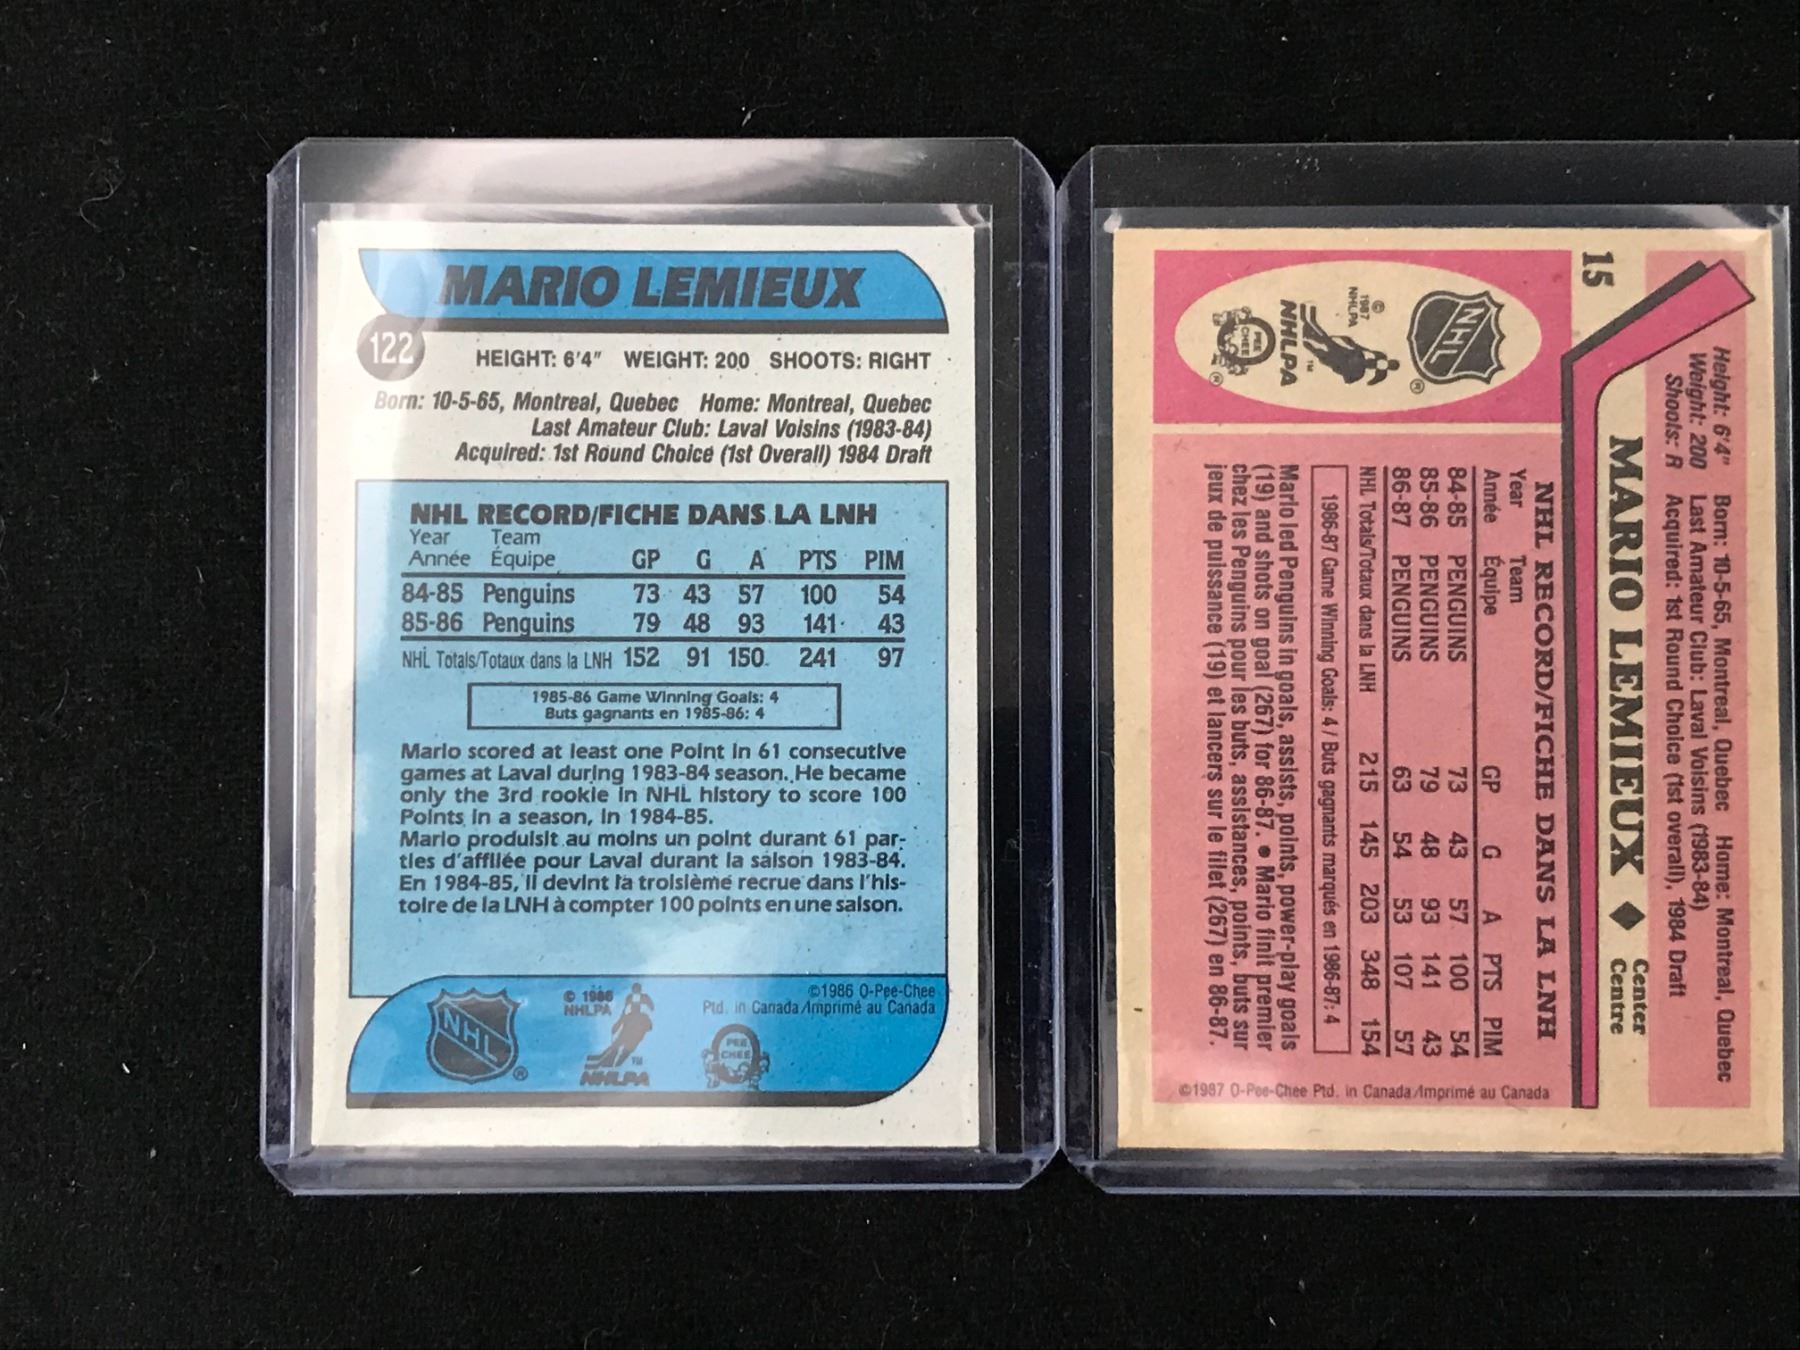 MARIO LEMIEUX
122
HEIGHT: 6'4" WEIGHT: 200 SHOOTS: RIGHT
Born: 10-5-65, Montreal, Quebec Home: Montreal, Quebec
Last Amateur Club: Laval Voisins (1983-84)
Acquired: 1st Round Choice (1st Overall) 1984 Draft
NHL RECORD/FICHE DANS LA LNH
Year Team
Année Équipe GP G A PTS PIM
84-85 Penguins 73 43 57 100 54
85-86 Penguins 79 48 93 141 43
NHL Totals/Totaux dans la LNH 152 91 150 241 97
1985-86 Game Winning Goals: 4
Buts gagnants en 1985-86: 4
Mario scored at least one Point in 61 consecutive
games at Laval during 1983-84 season. He became
only the 3rd rookie in NHL history to score 100
Points in a season, in 1984-85.
Mario produisit au moins un point durant 61 par-
ties d'affilée pour Laval durant la saison 1983-84.
En 1984-85, il devint la troisième recrue dans l'his-
toire de la LNH à compter 100 points en une saison.
©1986 O-Pee-Chee
Ptd. in Canada/Imprimé au Canada
NHL ®
© 1986
NHLPA
NHLPA ™
O
PEE
CHEE
15
Height: 6'4" Born: 10-5-65, Montreal, Quebec Home: Montreal, Quebec
Weight: 200 Last Amateur Club: Laval Voisins (1983-84)
Shoots: R Acquired: 1st Round Choice (1st overall), 1984 Draft
MARIO LEMIEUX ♦ Center
Centre
NHL ®
© 1987
NHLPA
NHLPA ™
O
PEE
CHEE ®
NHL RECORD/FICHE DANS LA LNH
Year Team
Année Équipe GP G A PTS PIM
84-85 PENGUINS 73 43 57 100 54
85-86 PENGUINS 79 48 93 141 43
86-87 PENGUINS 63 54 53 107 57
NHL Totals/Totaux dans la LNH 215 145 203 348 154
1986-87 Game Winning Goals: 4 / Buts gagnants marqués en 1986-87: 4
Mario led Penguins in goals, assists, points, power-play goals
(19) and shots on goal (267) for 86-87. ● Mario finit premier
chez les Penguins pour les buts, assistances, points, buts sur
jeux de puissance (19) et lancers sur le filet (267) en 86-87.
©1987 O-Pee-Chee Ptd. in Canada/Imprimé au Canada